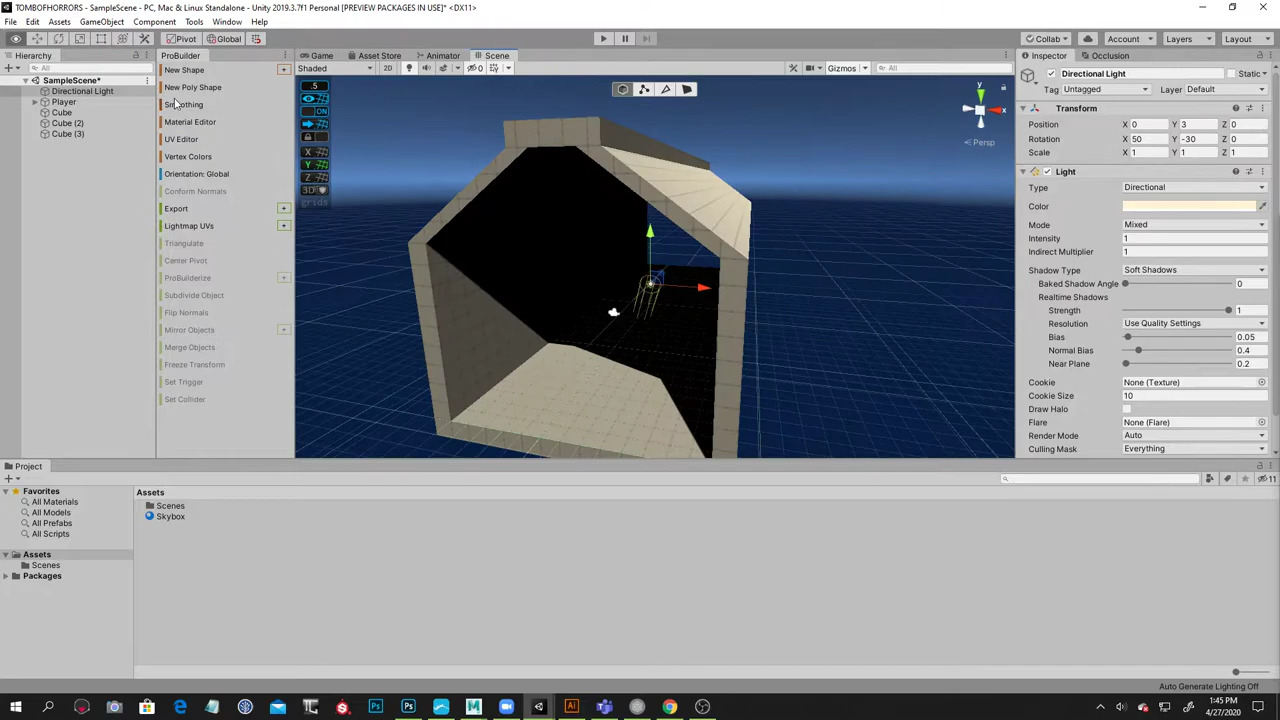 TOMBOFHORRORS - SampleScene - PC, Mac & Linux Standalone - Unity 2019.3.7f1 Personal [PREVIEW PACKAGES IN USE]* <DX11>
File Edit Assets GameObject Component Tools Window Help
Pivot Global Collab Account Layers Layout
Hierarchy ProBuilder Game Asset Store Animator Scene Inspector Occlusion
All
SampleScene*
Directional Light
Player
Cube
Cube (2)
Cube (3)
New Shape
New Poly Shape
Smoothing
Material Editor
UV Editor
Vertex Colors
Orientation: Global
Conform Normals
Export
Lightmap UVs
Triangulate
Center Pivot
ProBuilderize
Subdivide Object
Flip Normals
Mirror Objects
Merge Objects
Freeze Transform
Set Trigger
Set Collider
Shaded 2D 0 Gizmos All
.5
ON
X
Y
Z
3D
grids
y
x
Persp
Directional Light Static
Tag Untagged Layer Default
Transform
Position X 0 Y 3 Z 0
Rotation X 50 Y -30 Z 0
Scale X 1 Y 1 Z 1
Light
Type Directional
Color
Mode Mixed
Intensity 1
Indirect Multiplier 1
Shadow Type Soft Shadows
Baked Shadow Angle 0
Realtime Shadows
Strength 1
Resolution Use Quality Settings
Bias 0.05
Normal Bias 0.4
Near Plane 0.2
Cookie None (Texture)
Cookie Size 10
Draw Halo
Flare None (Flare)
Render Mode Auto
Culling Mask Everything
Project
11
Favorites
All Materials
All Models
All Prefabs
All Scripts
Assets
Scenes
Packages
Assets
Scenes
Skybox
Auto Generate Lighting Off
Ps Ps M Ai
1:45 PM
4/27/2020